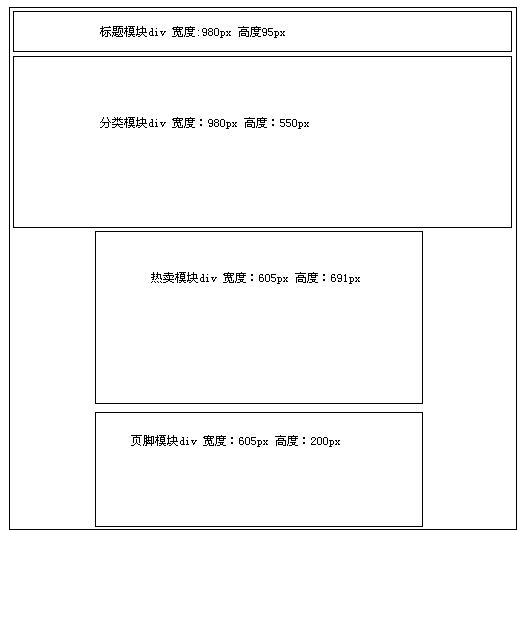 标题模块div 宽度:980px 高度95px
分类模块div 宽度：980px 高度：550px
热卖模块div 宽度：605px 高度：691px
页脚模块div 宽度：605px 高度：200px